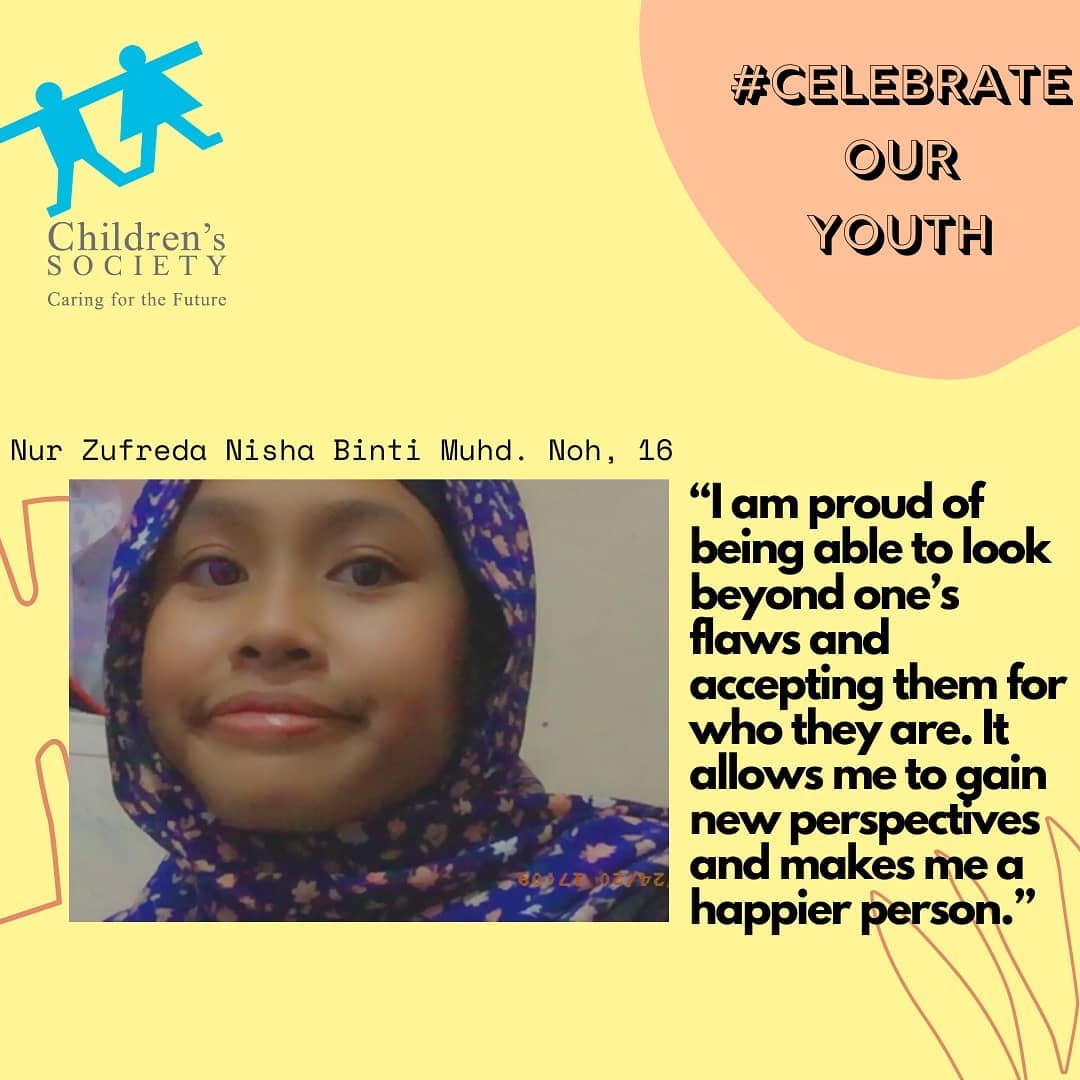 #CELEBRATE
OUR
YOUTH
Children's
SOCIETY
Caring for the Future
Nur Zufreda Nisha Binti Muhd. Noh, 16
“I am proud of
being able to look
beyond one’s
flaws and
accepting them for
who they are. It
allows me to gain
new perspectives
and makes me a
happier person.”